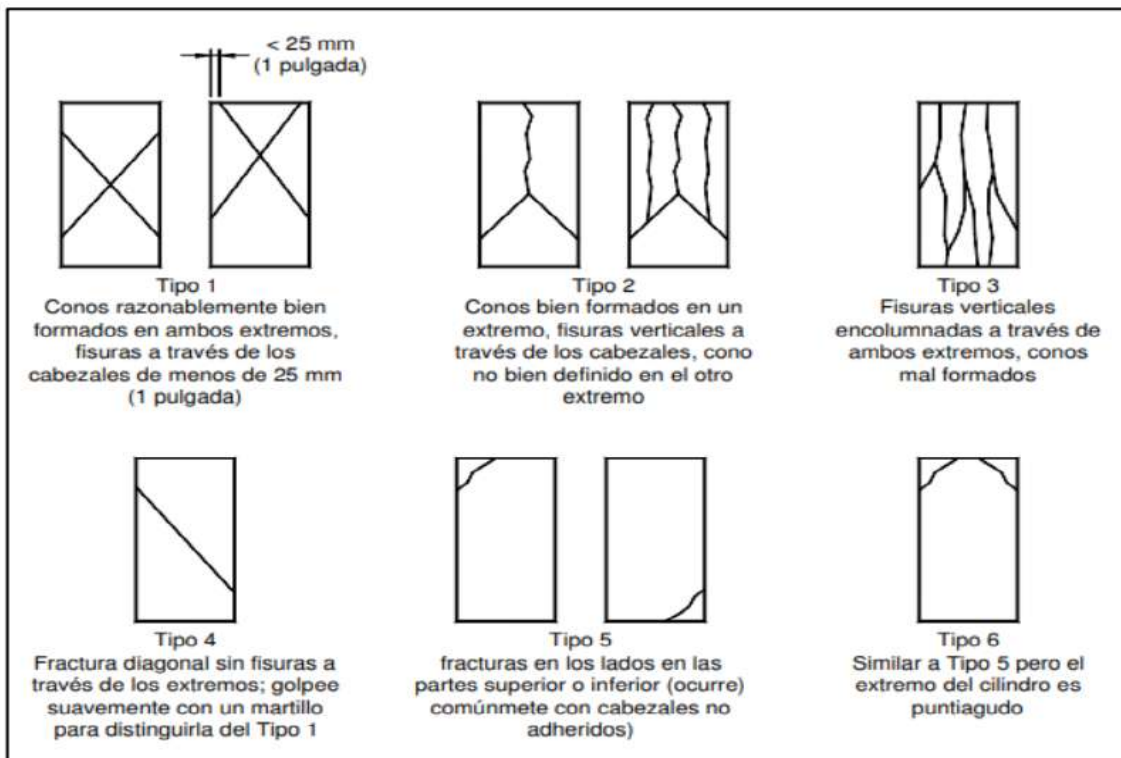 < 25 mm
(1 pulgada)
Tipo 1
Conos razonablemente bien
formados en ambos extremos,
fisuras a través de los
cabezales de menos de 25 mm
(1 pulgada)
Tipo 2
Conos bien formados en un
extremo, fisuras verticales a
través de los cabezales, cono
no bien definido en el otro
extremo
Tipo 3
Fisuras verticales
encolumnadas a través de
ambos extremos, conos
mal formados
Tipo 4
Fractura diagonal sin fisuras a
través de los extremos; golpee
suavemente con un martillo
para distinguirla del Tipo 1
Tipo 5
fracturas en los lados en las
partes superior o inferior (ocurre)
comúnmete con cabezales no
adheridos)
Tipo 6
Similar a Tipo 5 pero el
extremo del cilindro es
puntiagudo